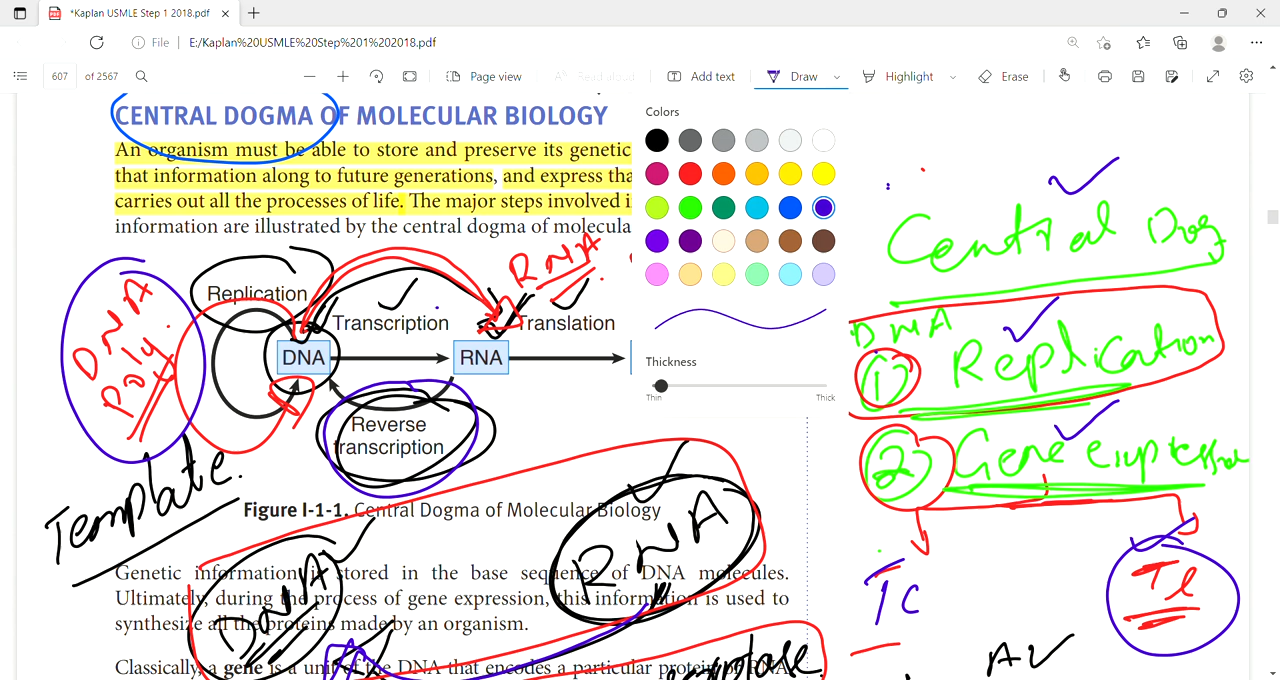 *Kaplan USMLE Step 1 2018.pdf
File E:/Kaplan%20USMLE%20Step%201%202018.pdf
607 of 2567 Page view Read aloud Add text Draw Highlight Erase
CENTRAL DOGMA OF MOLECULAR BIOLOGY
An organism must be able to store and preserve its genetic
that information along to future generations, and express tha
carries out all the processes of life. The major steps involved i
information are illustrated by the central dogma of molecula
Colors
Thickness
Thin Thick
Central Dog
DNA
1 Replication
2 Gene expression
TC Tl
DNA Poly.
RNA
Replication
Transcription
Translation
DNA
RNA
Reverse
transcription
Template.
Figure I-1-1. Central Dogma of Molecular Biology
DNA
RNA
Genetic information is stored in the base sequence of DNA molecules.
Ultimately, during the process of gene expression, this information is used to
synthesize all the proteins made by an organism.
Classically, a gene is a unit of the DNA that encodes a particular protein or RNA